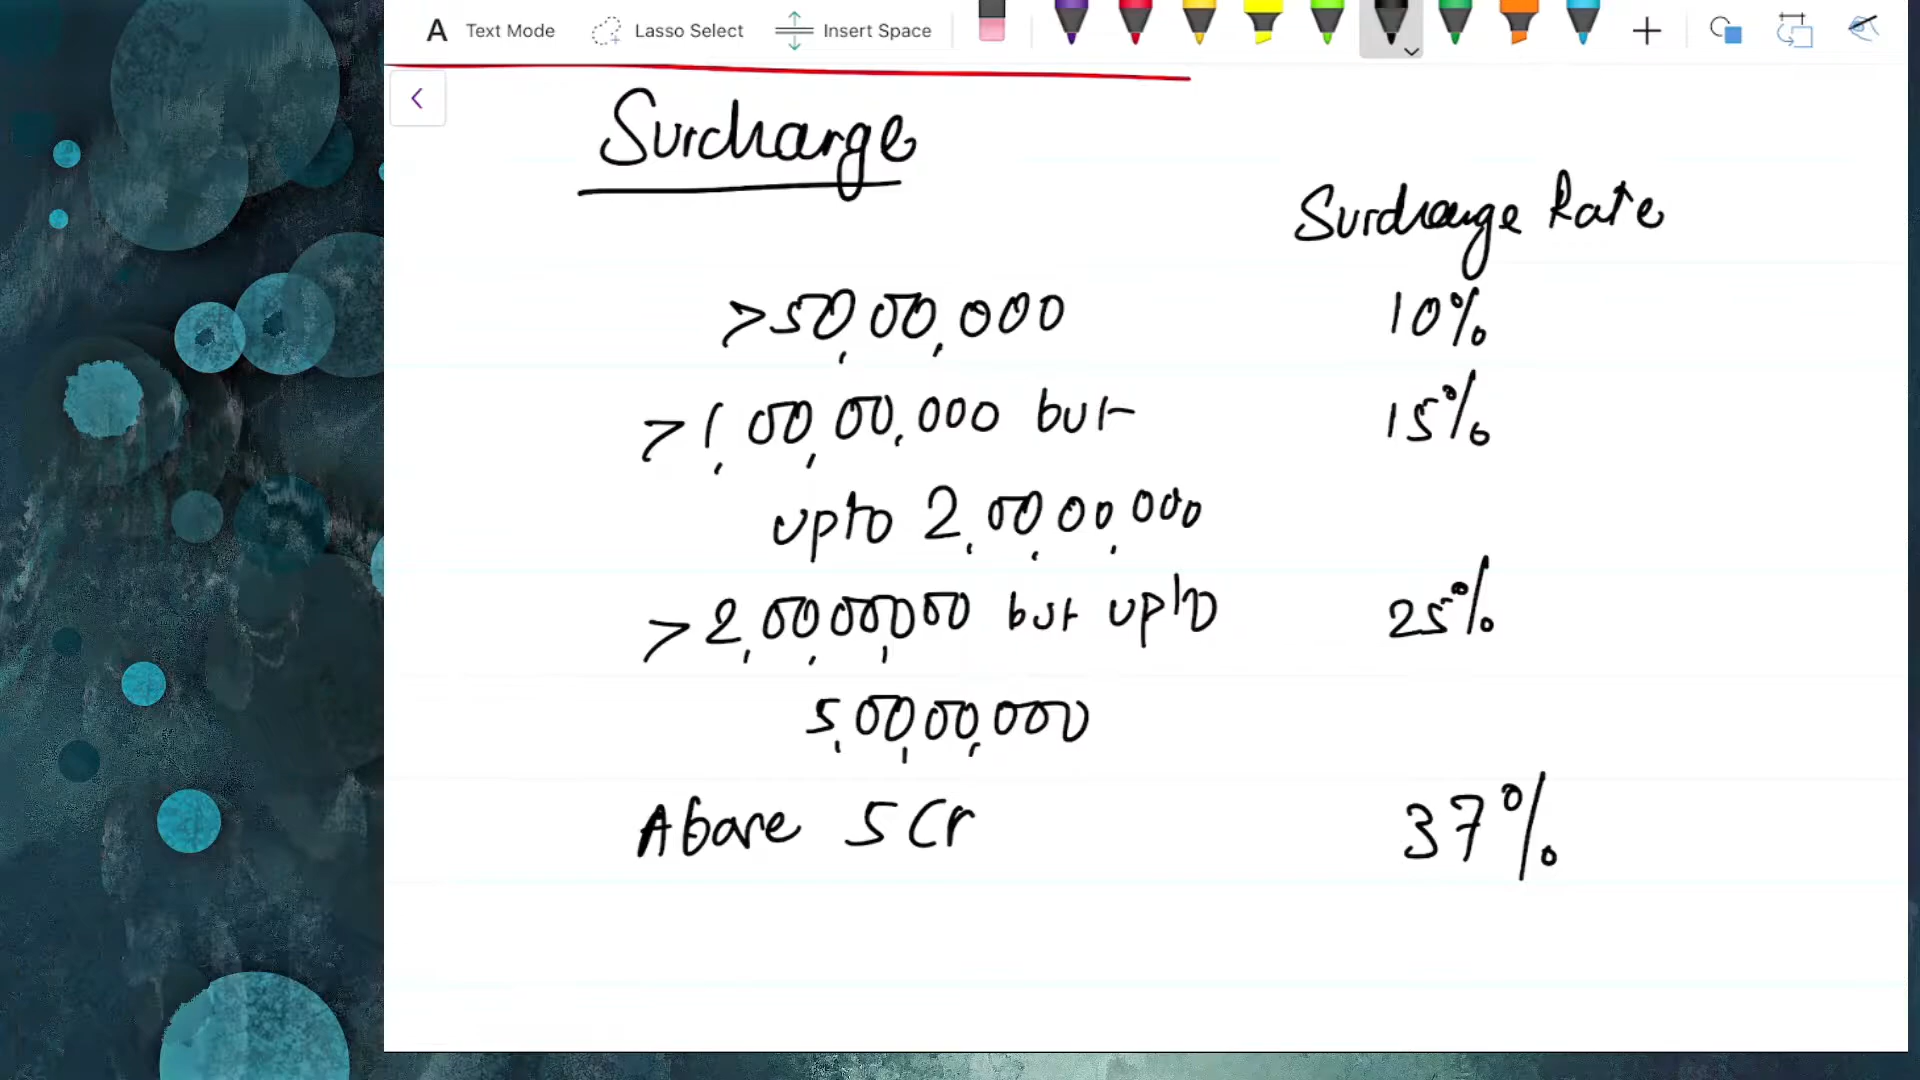 A Text Mode Lasso Select Insert Space
Surcharge
Surcharge Rate
>50,00,000 10%
>1,00,00,000 but 15%
upto 2,00,00,000
>2,00,00,000 but upto 25%
5,00,00,000
Above 5 Cr 37%